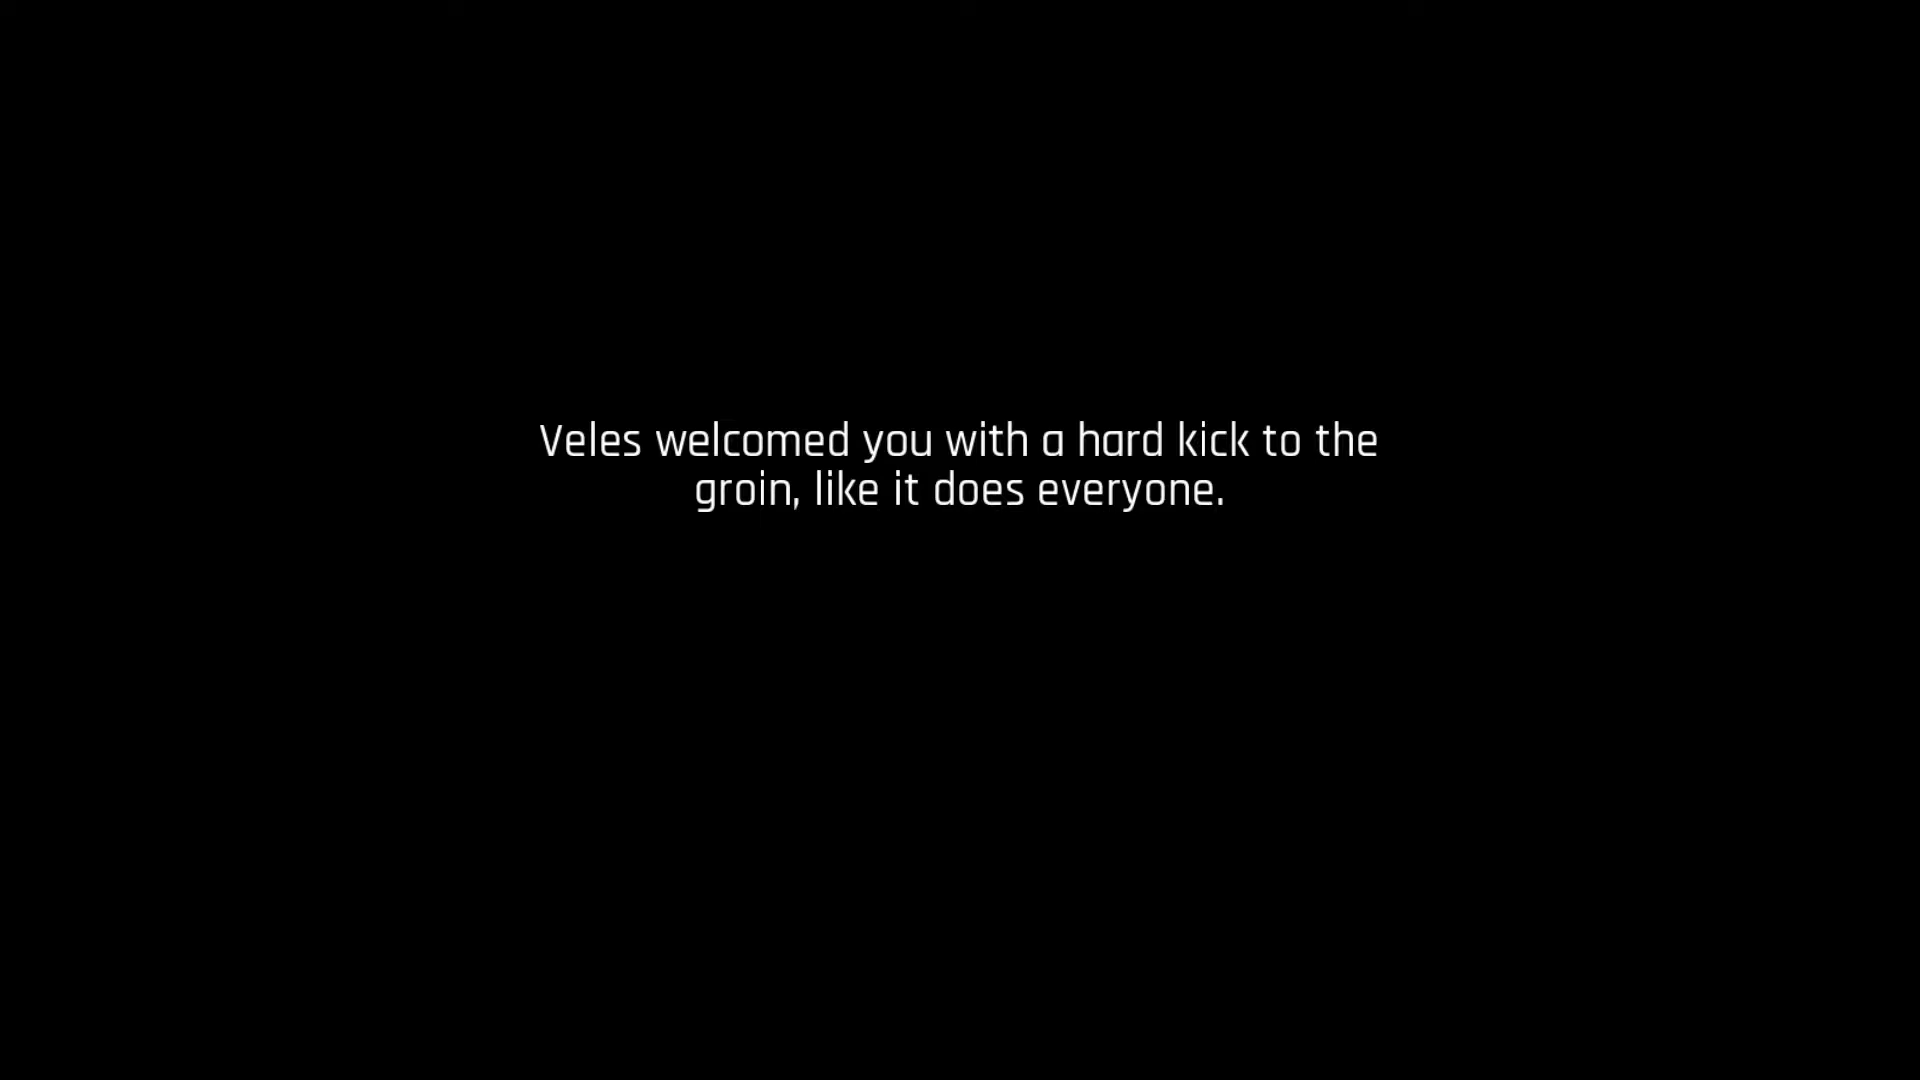 Veles welcomed you with a hard kick to the
groin, like it does everyone.